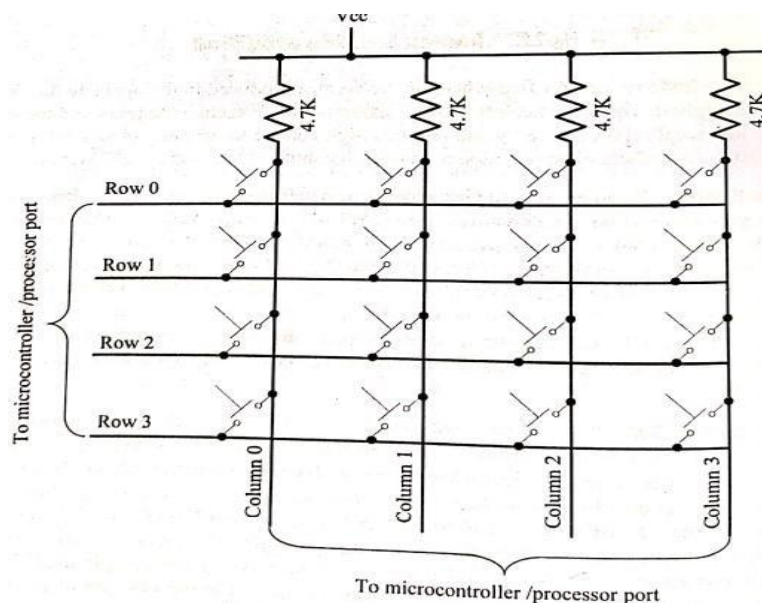 Vcc
4.7K
4.7K
4.7K
4.7K
Row 0
Row 1
Row 2
Row 3
To microcontroller /processor port
Column 0
Column 1
Column 2
Column 3
To microcontroller /processor port